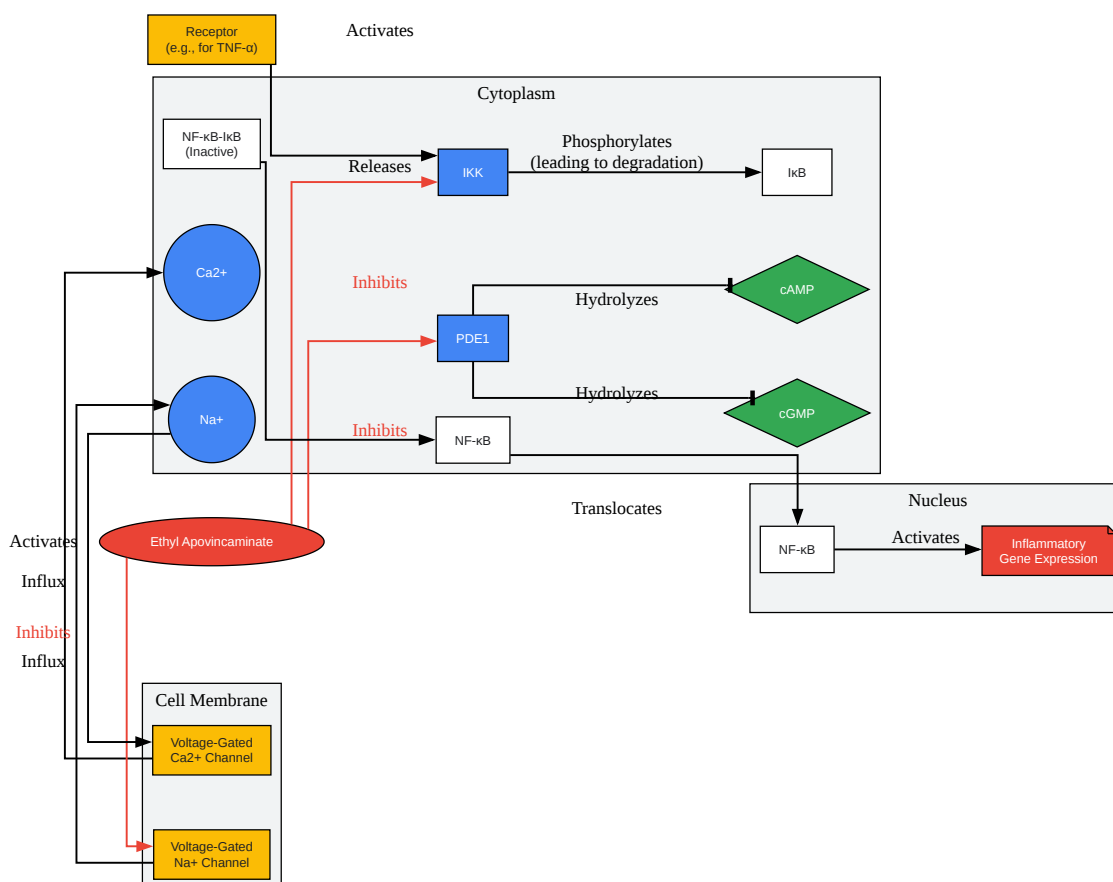 Receptor
(e.g., for TNF-α)
Activates
Cytoplasm
NF-κB-IκB
(Inactive)
Releases
IKK
Phosphorylates
(leading to degradation)
IκB
Ca2+
Inhibits
Hydrolyzes
cAMP
PDE1
Hydrolyzes
cGMP
Na+
Inhibits
NF-κB
Translocates
Nucleus
Ethyl Apovincaminate
NF-κB
Activates
Inflammatory
Gene Expression
Activates
Influx
Inhibits
Influx
Cell Membrane
Voltage-Gated
Ca2+ Channel
Voltage-Gated
Na+ Channel